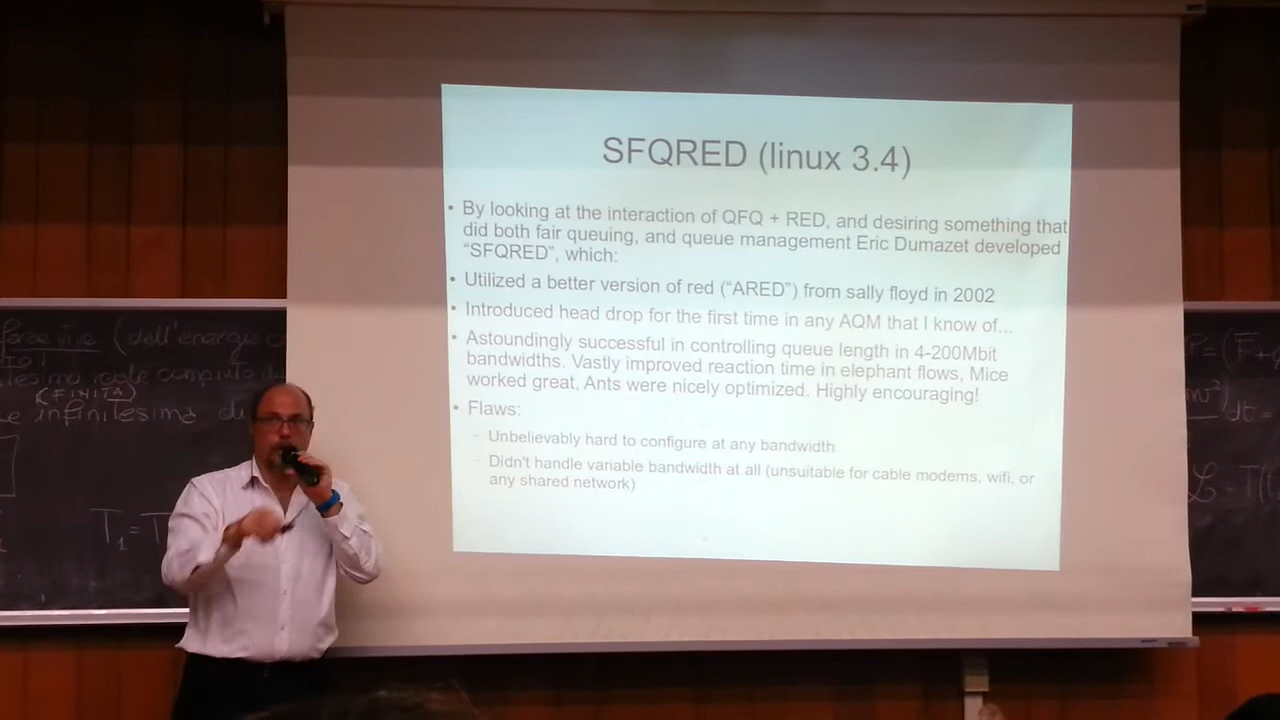 SFQRED (linux 3.4)
• By looking at the interaction of QFQ + RED, and desiring something that
did both fair queuing, and queue management Eric Dumazet developed
“SFQRED”, which:
• Utilized a better version of red (“ARED”) from sally floyd in 2002
• Introduced head drop for the first time in any AQM that I know of...
• Astoundingly successful in controlling queue length in 4-200Mbit
bandwidths. Vastly improved reaction time in elephant flows, Mice
worked great, Ants were nicely optimized. Highly encouraging!
• Flaws:
– Unbelievably hard to configure at any bandwidth
– Didn't handle variable bandwidth at all (unsuitable for cable modems, wifi, or
any shared network)
(dell'energia
(FINITA)
infinitesima
T₁=T